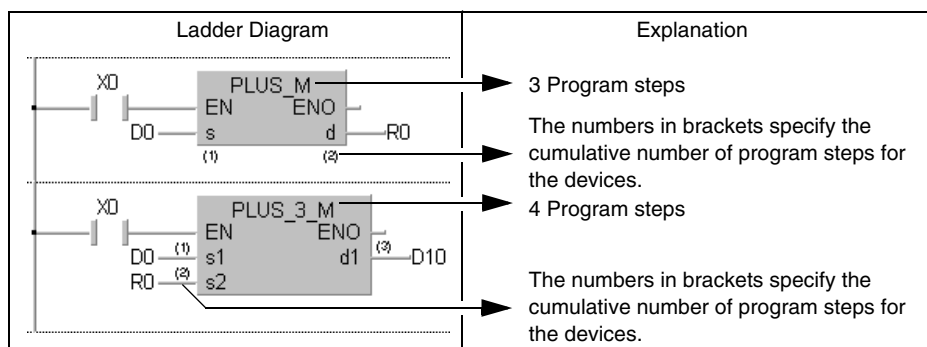 Ladder Diagram
Explanation
X0
PLUS_M
EN ENO
D0 s d R0
(1) (2)
3 Program steps
The numbers in brackets specify the
cumulative number of program steps for
the devices.
X0
PLUS_3_M
EN ENO
D0 (1) s1 d1 (3) D10
R0 (2) s2
4 Program steps
The numbers in brackets specify the
cumulative number of program steps for
the devices.